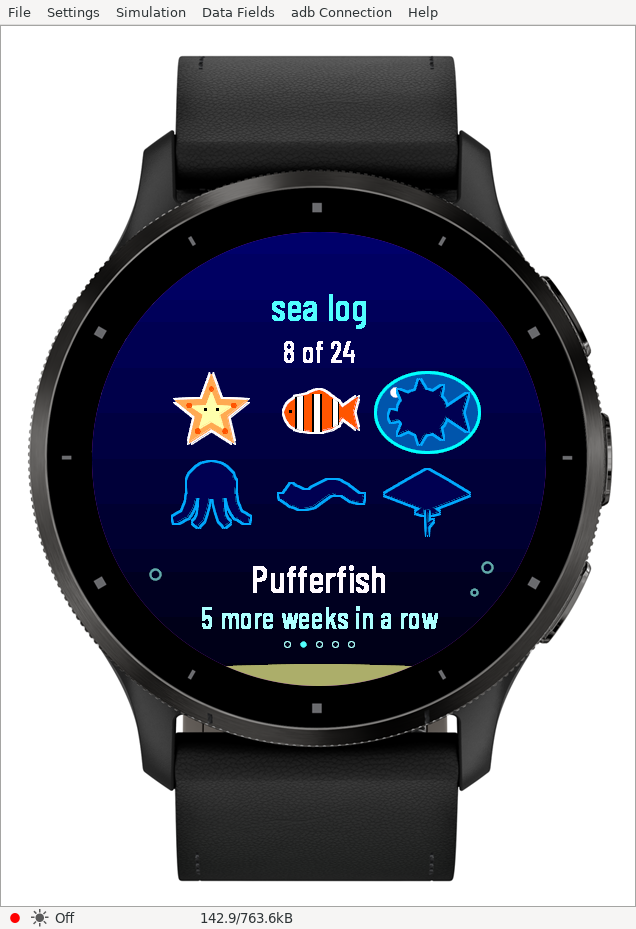 File Settings Simulation Data Fields adb Connection Help
sea log
8 of 24
Pufferfish
5 more weeks in a row
Off 142.9/763.6kB